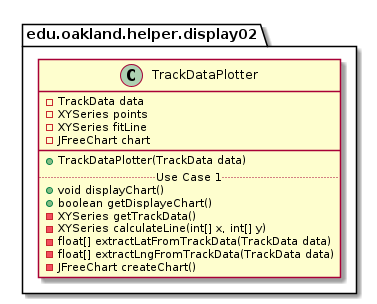 edu.oakland.helper.display02
C TrackDataPlotter
TrackData data
XYSeries points
XYSeries fitLine
JFreeChart chart
TrackDataPlotter(TrackData data)
Use Case 1
void displayChart()
boolean getDisplayeChart()
XYSeries getTrackData()
XYSeries calculateLine(int[] x, int[] y)
float[] extractLatFromTrackData(TrackData data)
float[] extractLngFromTrackData(TrackData data)
JFreeChart createChart()